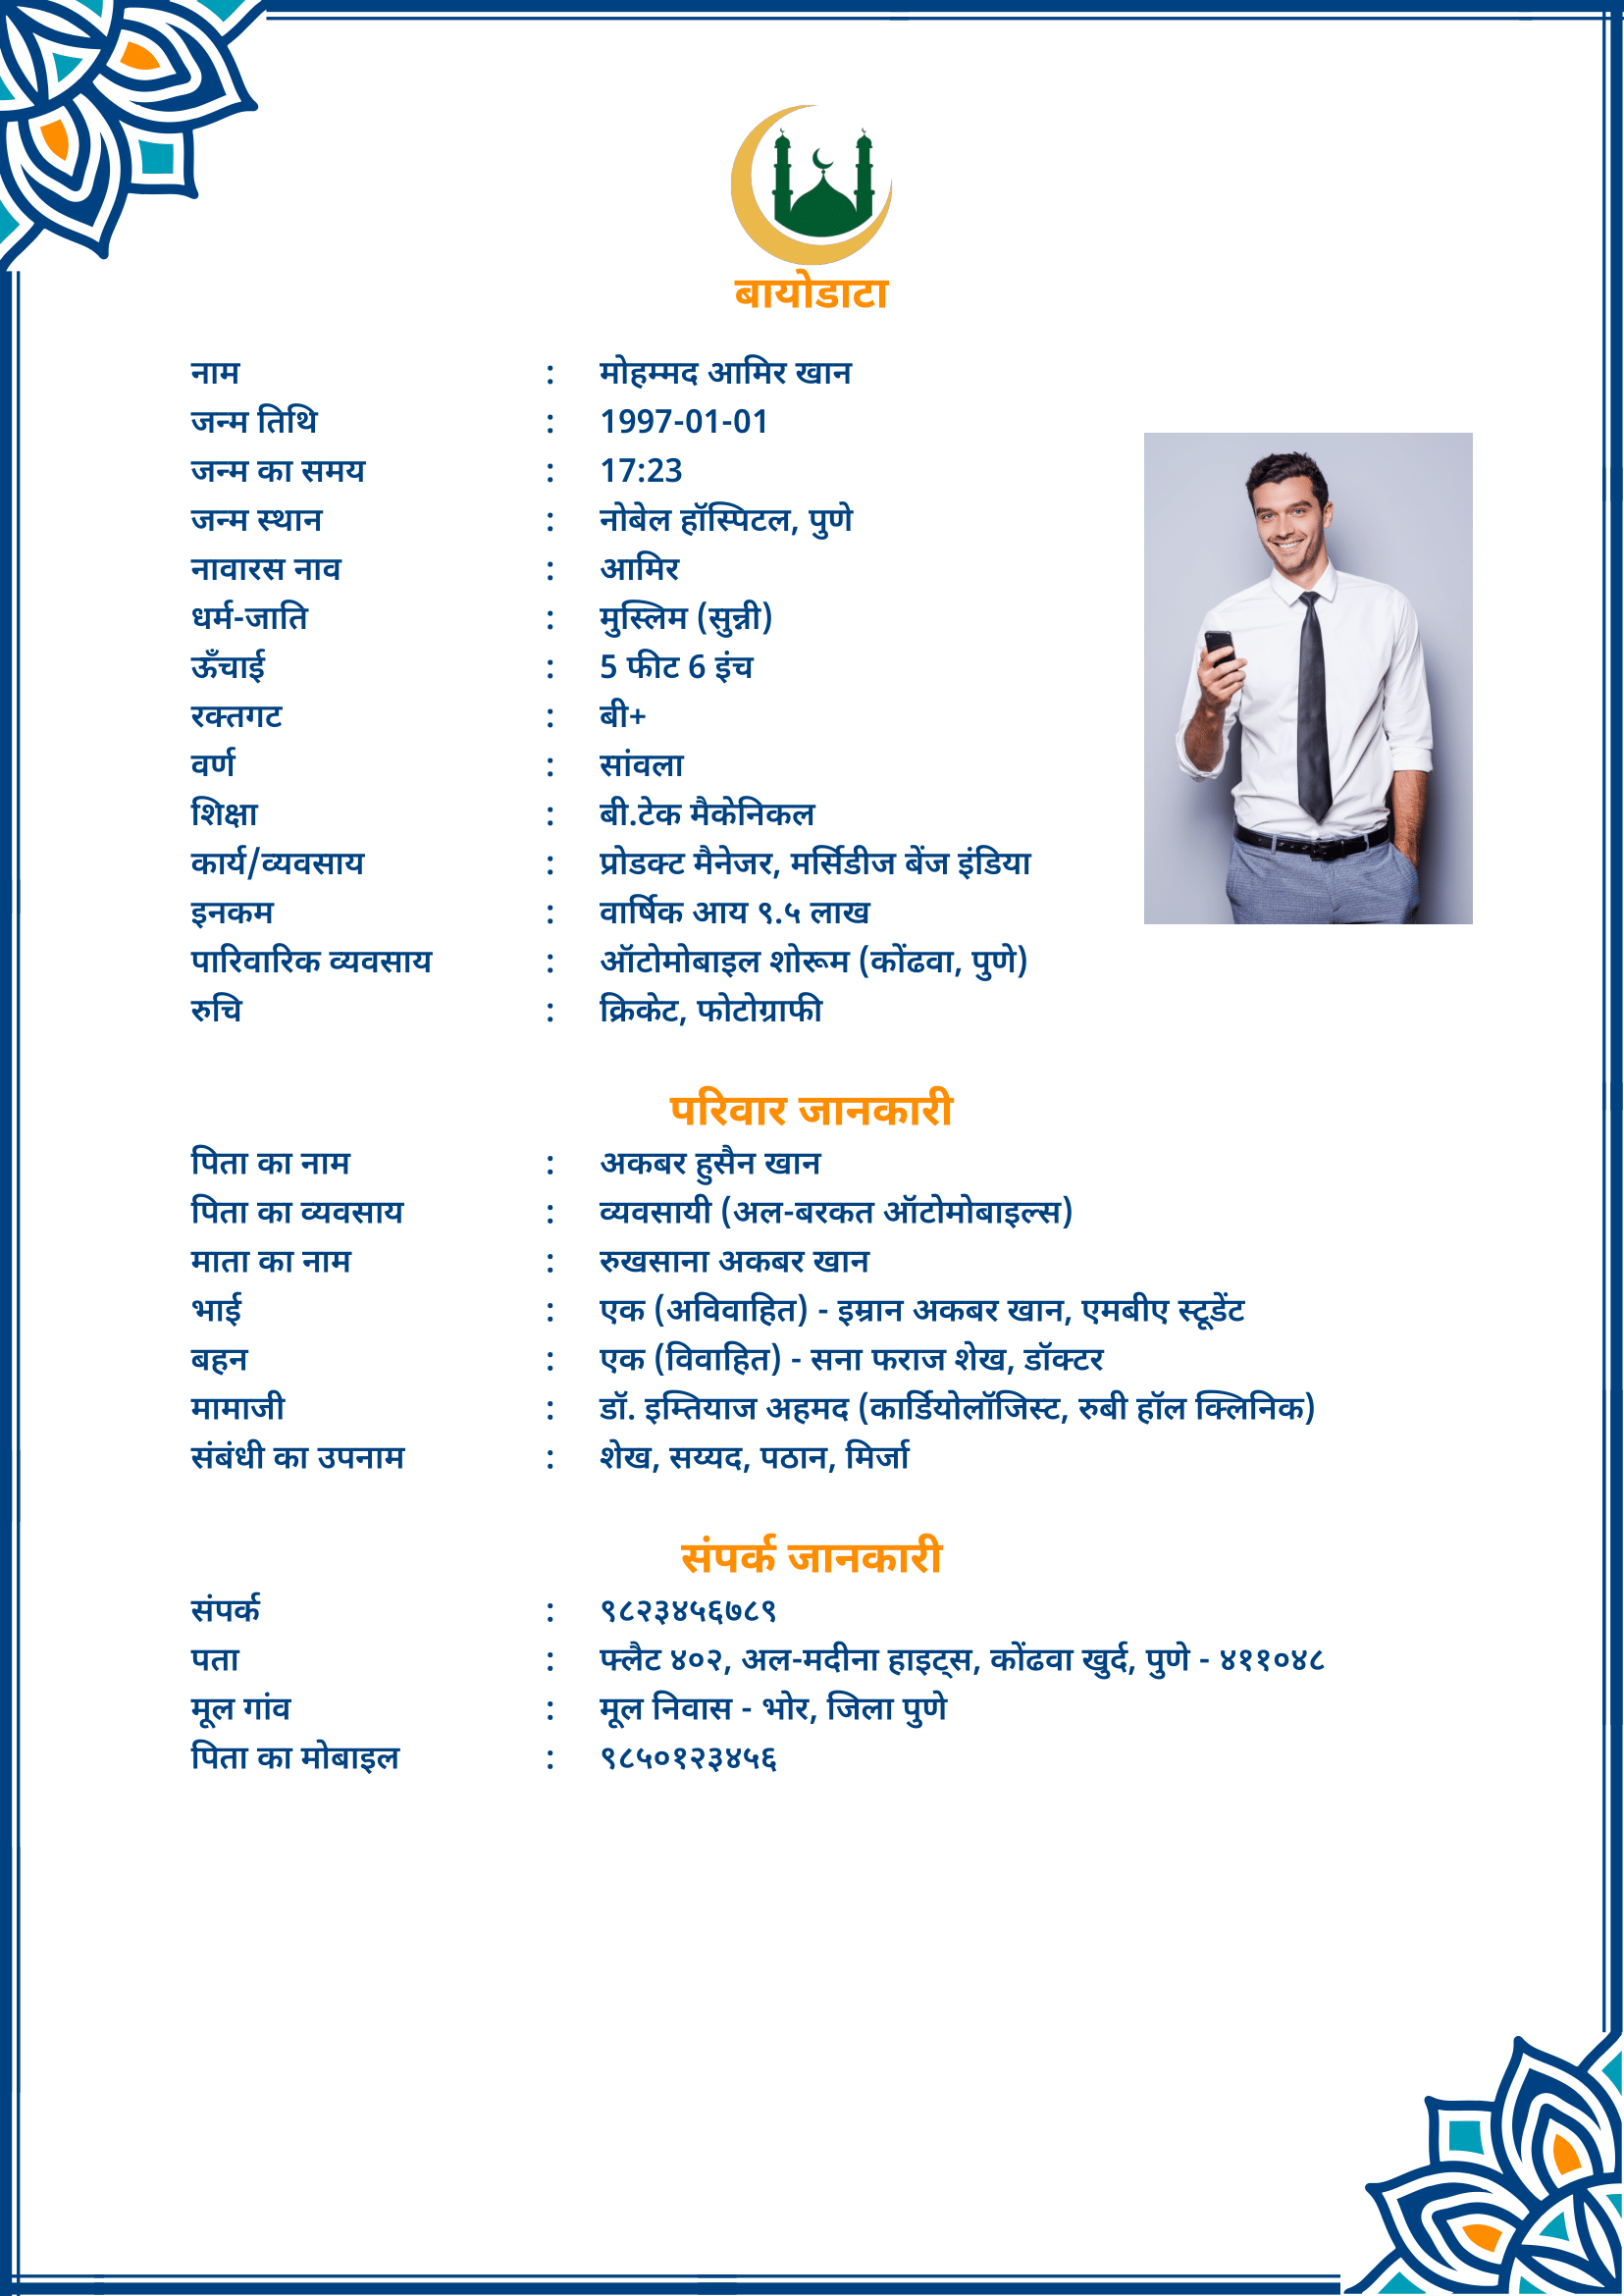 बायोडाटा
नाम : मोहम्मद आमिर खान
जन्म तिथि : 1997-01-01
जन्म का समय : 17:23
जन्म स्थान : नोबेल हॉस्पिटल, पुणे
नावारस नाव : आमिर
धर्म-जाति : मुस्लिम (सुन्नी)
ऊँचाई : 5 फीट 6 इंच
रक्तगट : बी+
वर्ण : सांवला
शिक्षा : बी.टेक मैकेनिकल
कार्य/व्यवसाय : प्रोडक्ट मैनेजर, मर्सिडीज बेंज इंडिया
इनकम : वार्षिक आय ९.५ लाख
पारिवारिक व्यवसाय : ऑटोमोबाइल शोरूम (कोंढवा, पुणे)
रुचि : क्रिकेट, फोटोग्राफी
परिवार जानकारी
पिता का नाम : अकबर हुसैन खान
पिता का व्यवसाय : व्यवसायी (अल-बरकत ऑटोमोबाइल्स)
माता का नाम : रुखसाना अकबर खान
भाई : एक (अविवाहित) - इम्रान अकबर खान, एमबीए स्टूडेंट
बहन : एक (विवाहित) - सना फराज शेख, डॉक्टर
मामाजी : डॉ. इम्तियाज अहमद (कार्डियोलॉजिस्ट, रुबी हॉल क्लिनिक)
संबंधी का उपनाम : शेख, सय्यद, पठान, मिर्जा
संपर्क जानकारी
संपर्क : ९८२३४५६७८९
पता : फ्लैट ४०२, अल-मदीना हाइट्स, कोंढवा खुर्द, पुणे - ४११०४८
मूल गांव : मूल निवास - भोर, जिला पुणे
पिता का मोबाइल : ९८५०१२३४५६